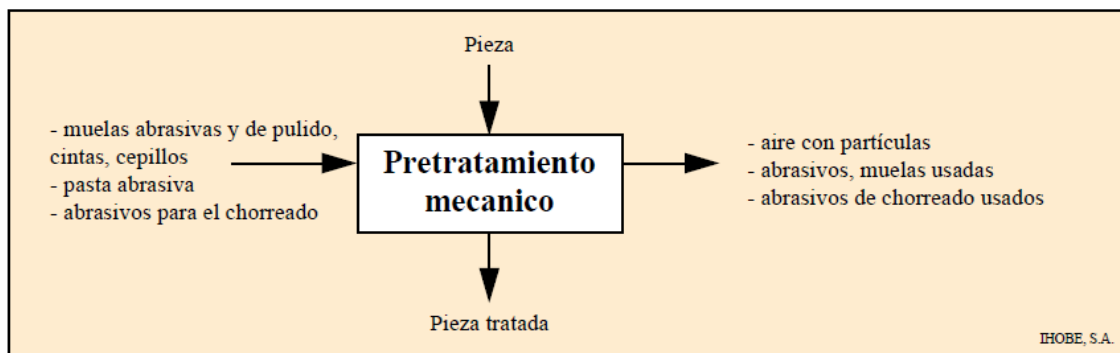 Pieza
- muelas abrasivas y de pulido,
cintas, cepillos
- pasta abrasiva
- abrasivos para el chorreado
Pretratamiento
mecanico
- aire con partículas
- abrasivos, muelas usadas
- abrasivos de chorreado usados
Pieza tratada
IHOBE, S.A.